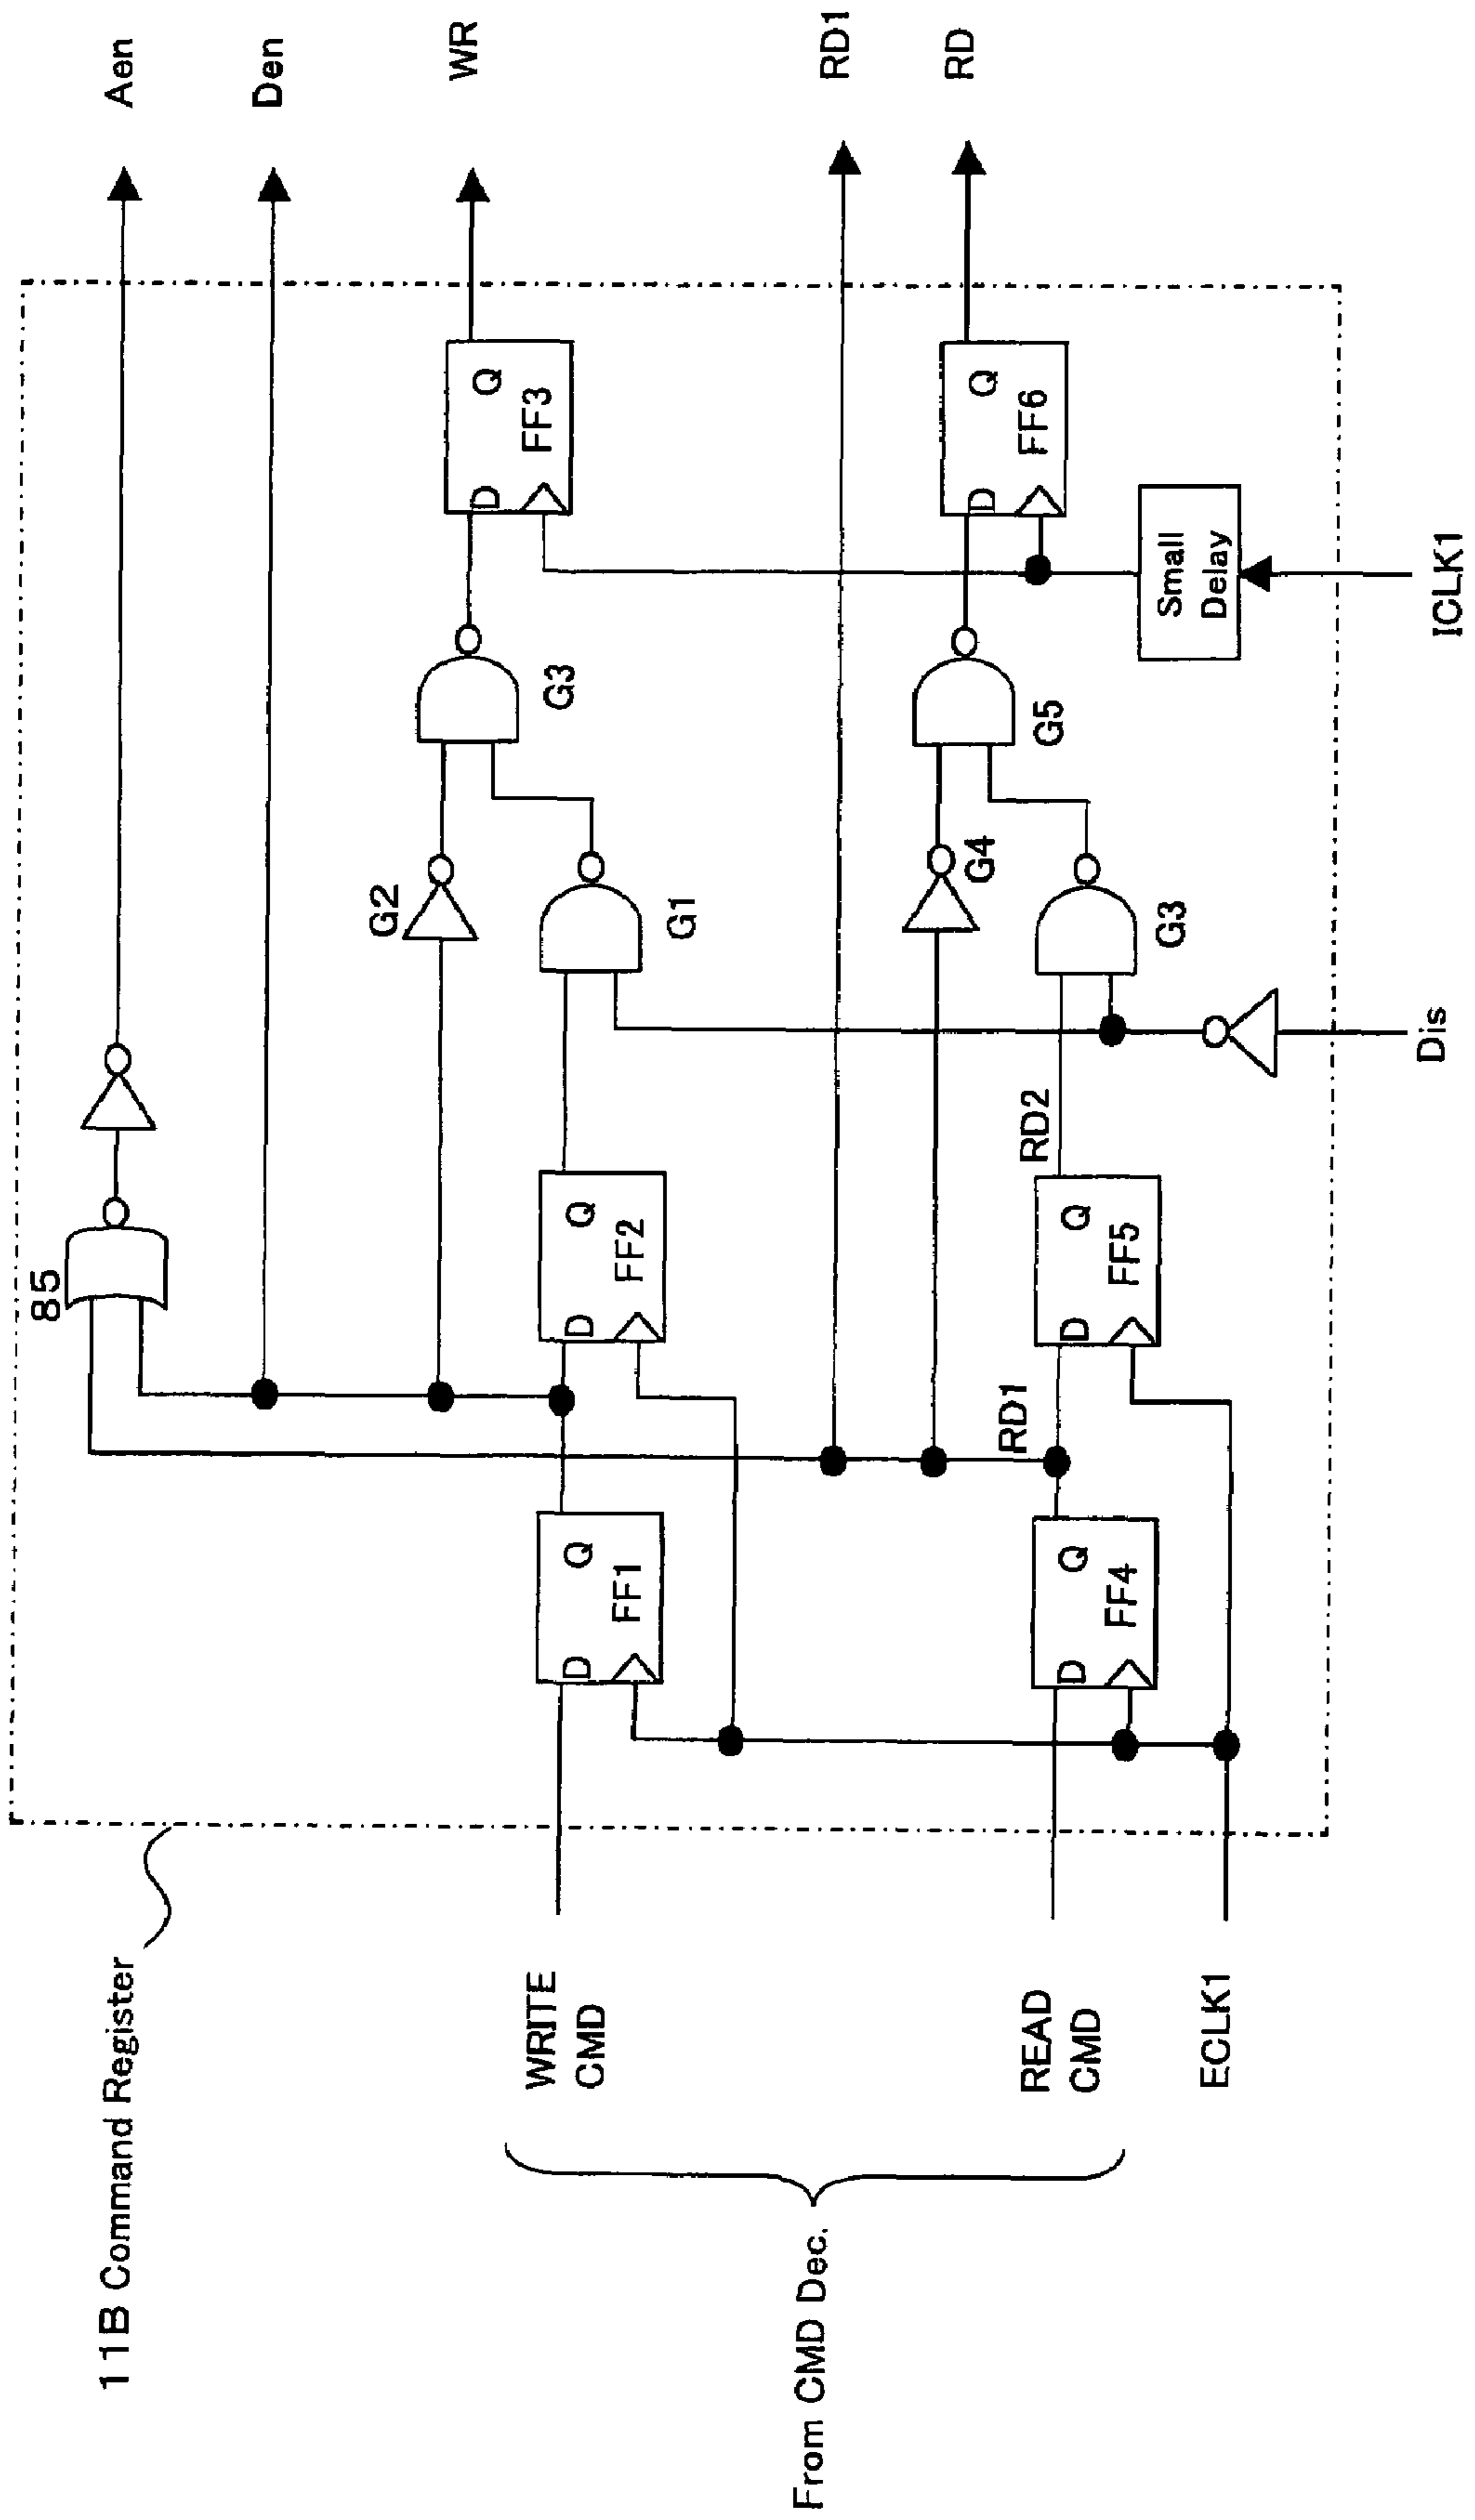 11B Command Register
From CMD Dec.
WRITE
CMD
READ
CMD
ECLK1
85
Aen
Den
WR
RD1
RD
D
Q
FF1
D
Q
FF2
G2
G1
G3
D
Q
FF3
D
Q
FF4
RD1
D
Q
FF5
RD2
G4
G3
G5
D
Q
FF6
Small
Delay
Dis
ICLK1